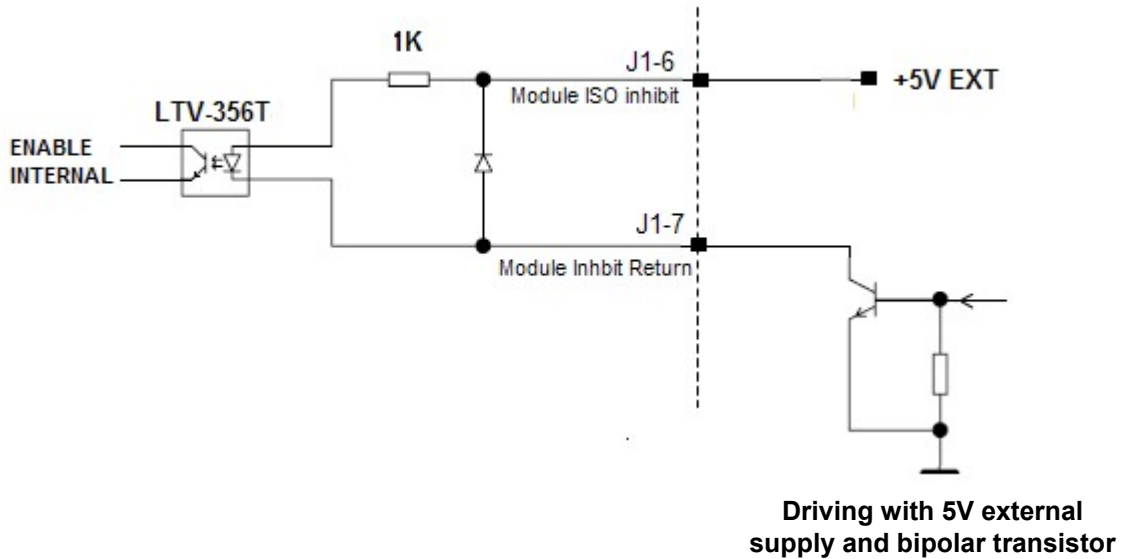 1K
J1-6
Module ISO inhibit
+5V EXT
LTV-356T
ENABLE
INTERNAL
J1-7
Module Inhbit Return
Driving with 5V external
supply and bipolar transistor